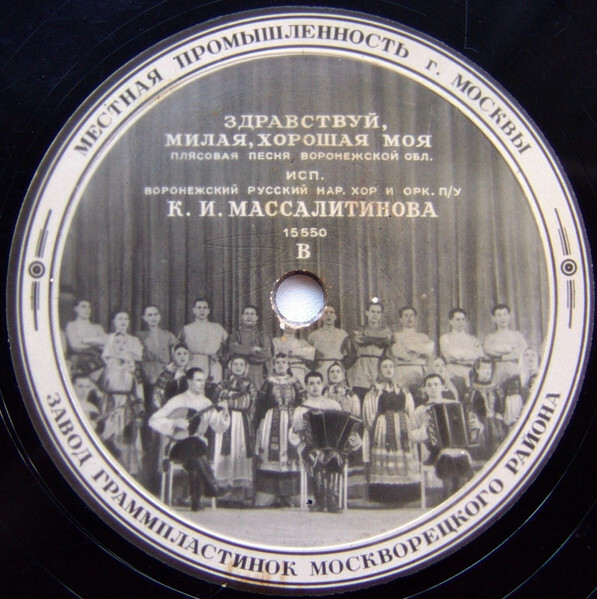 МЕСТНАЯ ПРОМЫШЛЕННОСТЬ г. МОСКВЫ
ЗДРАВСТВУЙ,
МИЛАЯ, ХОРОШАЯ МОЯ
ПЛЯСОВАЯ ПЕСНЯ ВОРОНЕЖСКОЙ ОБЛ.
ИСП.
ВОРОНЕЖСКИЙ РУССКИЙ НАР. ХОР И ОРК. П/У
К. И. МАССАЛИТИНОВА
15550
В
ЗАВОД ГРАММПЛАСТИНОК МОСКВОРЕЦКОГО РАЙОНА